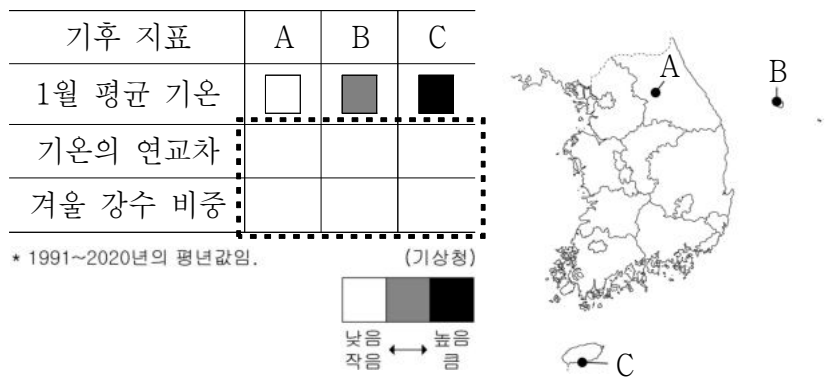 기후 지표 A B C
1월 평균 기온
기온의 연교차
겨울 강수 비중
* 1991~2020년의 평년값임. (기상청)
낮음 높음
작음 큼
A
B
C